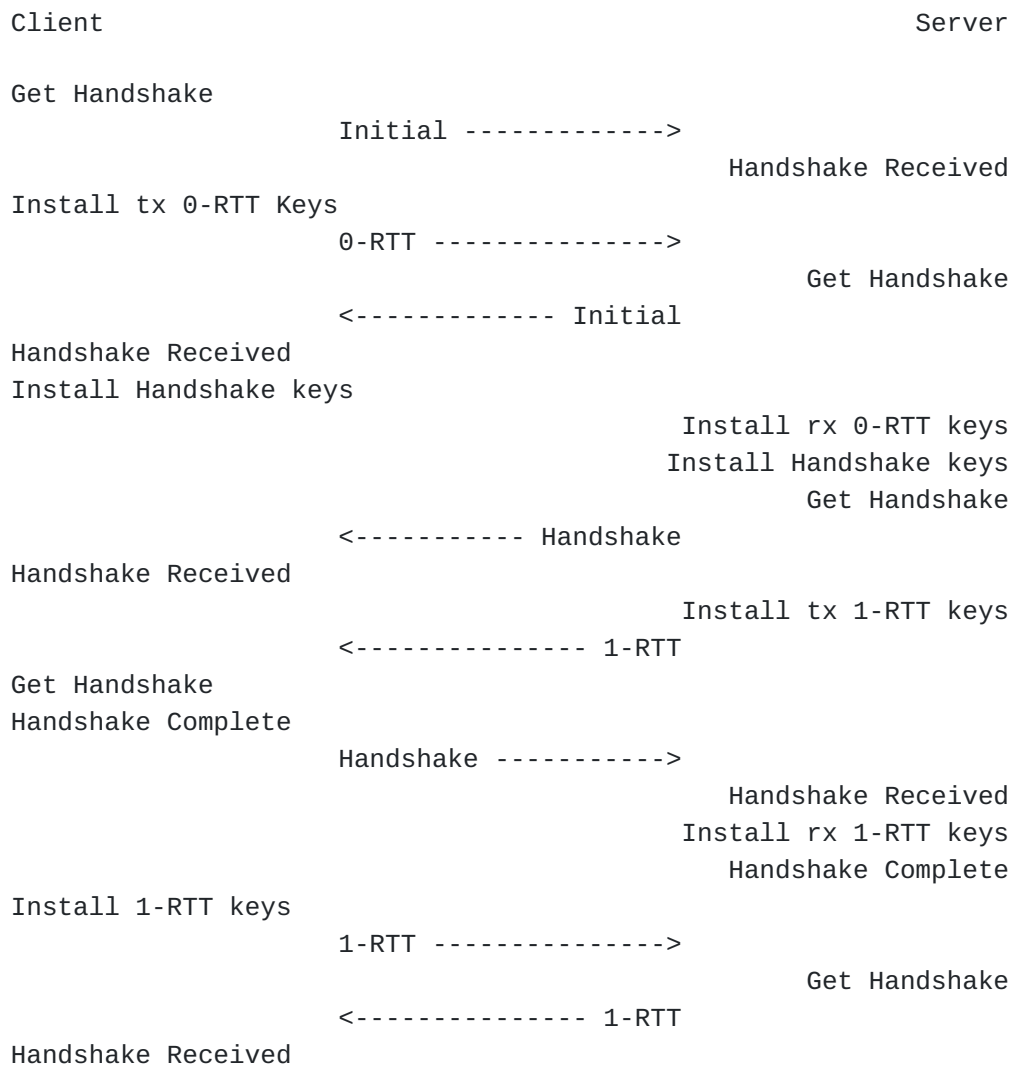 Client                                                    Server

Get Handshake
                     Initial ------------->
                                              Handshake Received
Install tx 0-RTT Keys
                     0-RTT --------------->
                                                   Get Handshake
                     <------------- Initial
Handshake Received
Install Handshake keys
                                           Install rx 0-RTT keys
                                          Install Handshake keys
                                                   Get Handshake
                     <----------- Handshake
Handshake Received
                                           Install tx 1-RTT keys
                     <--------------- 1-RTT
Get Handshake
Handshake Complete
                     Handshake ----------->
                                              Handshake Received
                                           Install rx 1-RTT keys
                                              Handshake Complete
Install 1-RTT keys
                     1-RTT --------------->
                                                   Get Handshake
                     <--------------- 1-RTT
Handshake Received